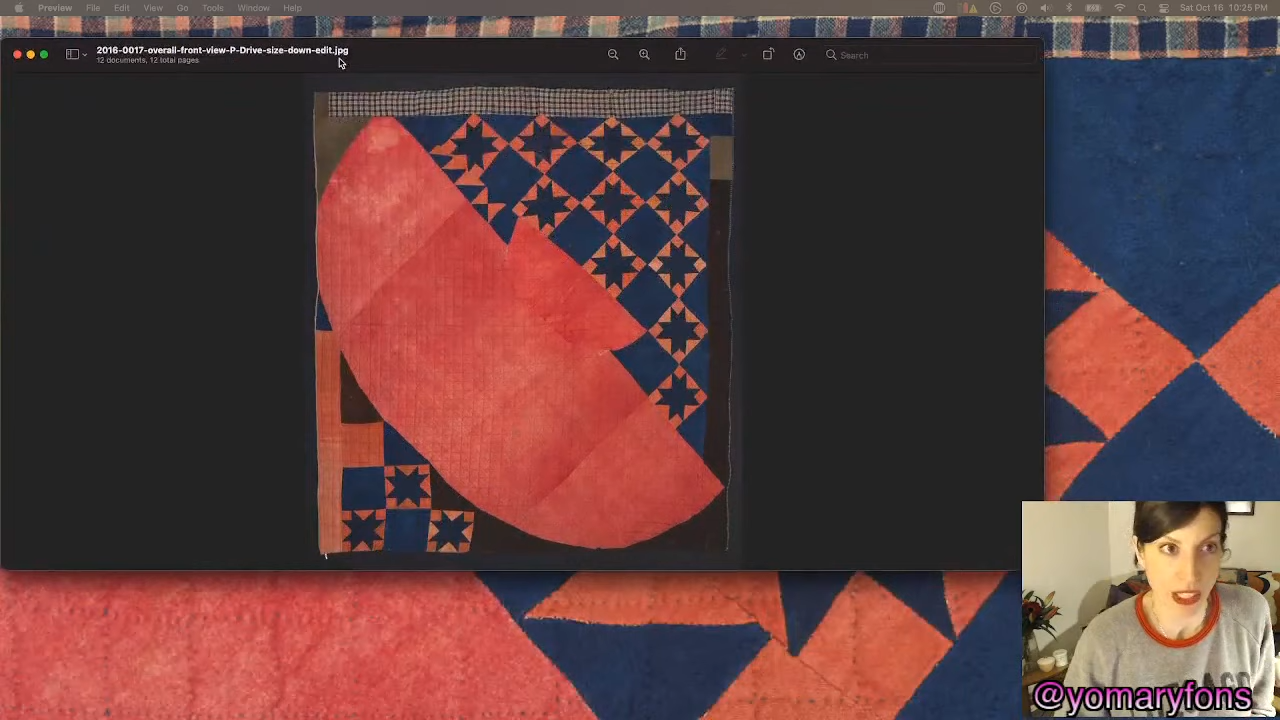 Preview File Edit View Go Tools Window Help Sat Oct 16 10:25 PM
2016-0017-overall-front-view-P-Drive-size-down-edit.jpg
12 documents, 12 total pages
Search
@yomaryfons